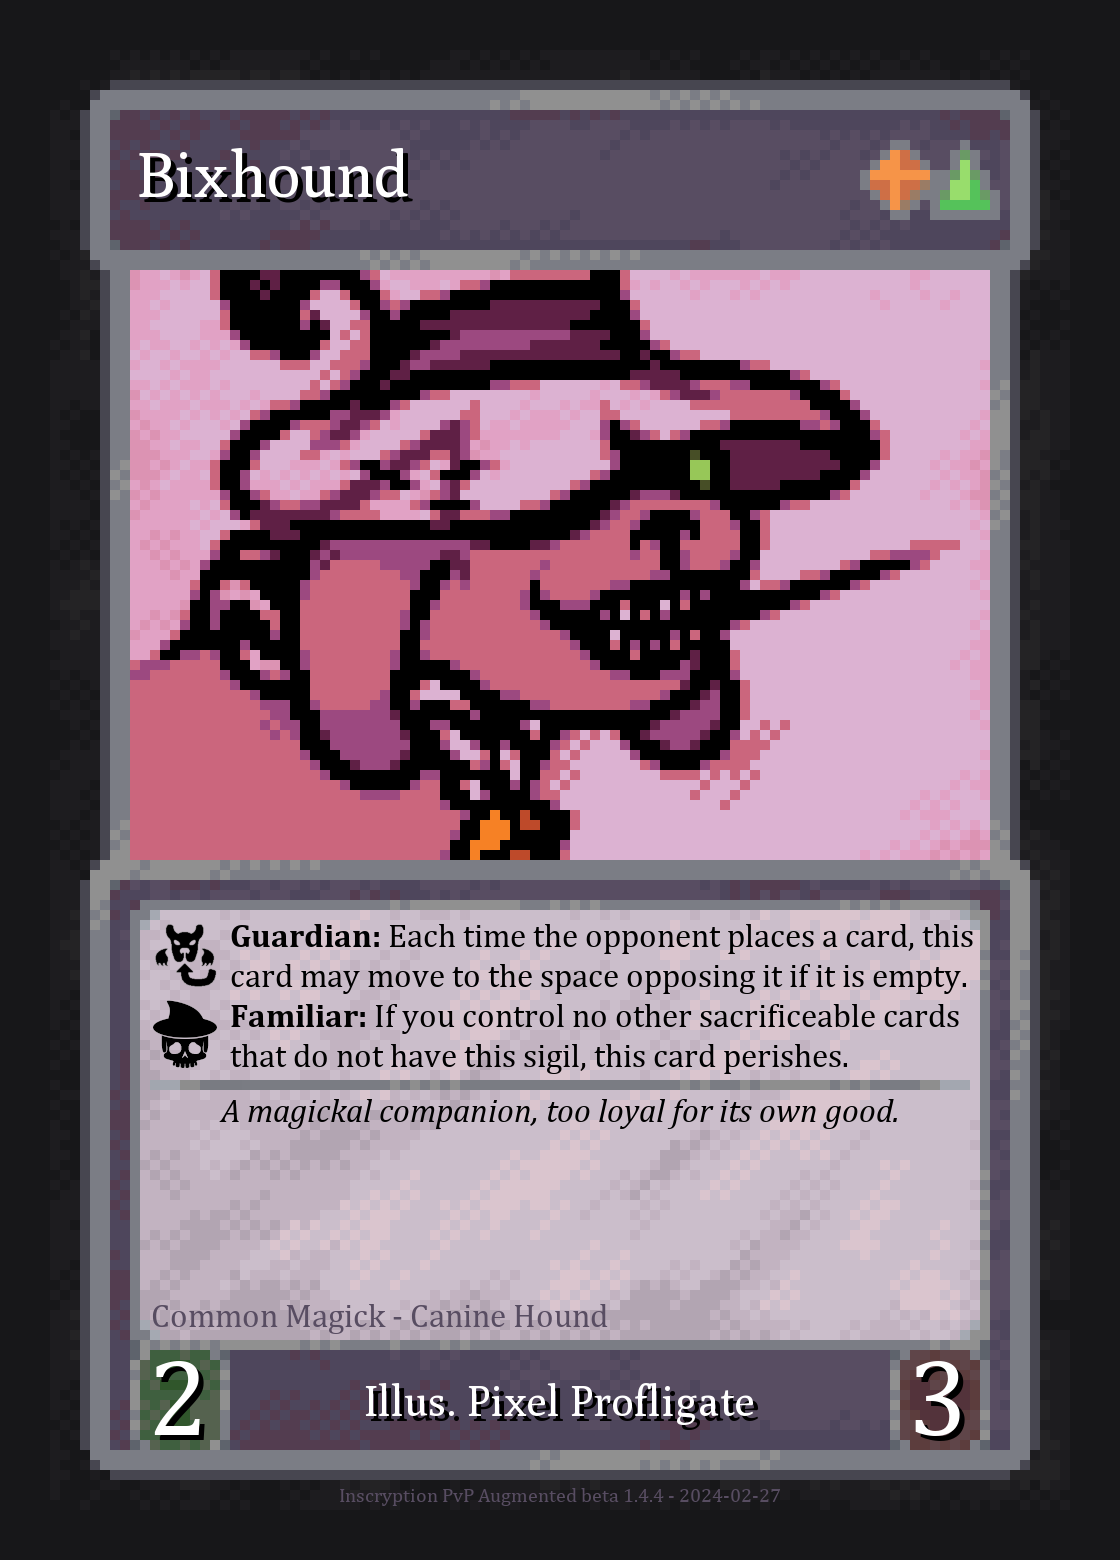 Bixhound
Guardian: Each time the opponent places a card, this
card may move to the space opposing it if it is empty.
Familiar: If you control no other sacrificeable cards
that do not have this sigil, this card perishes.
A magickal companion, too loyal for its own good.
Common Magick - Canine Hound
2
Illus. Pixel Profligate
3
Inscryption PvP Augmented beta 1.4.4 - 2024-02-27